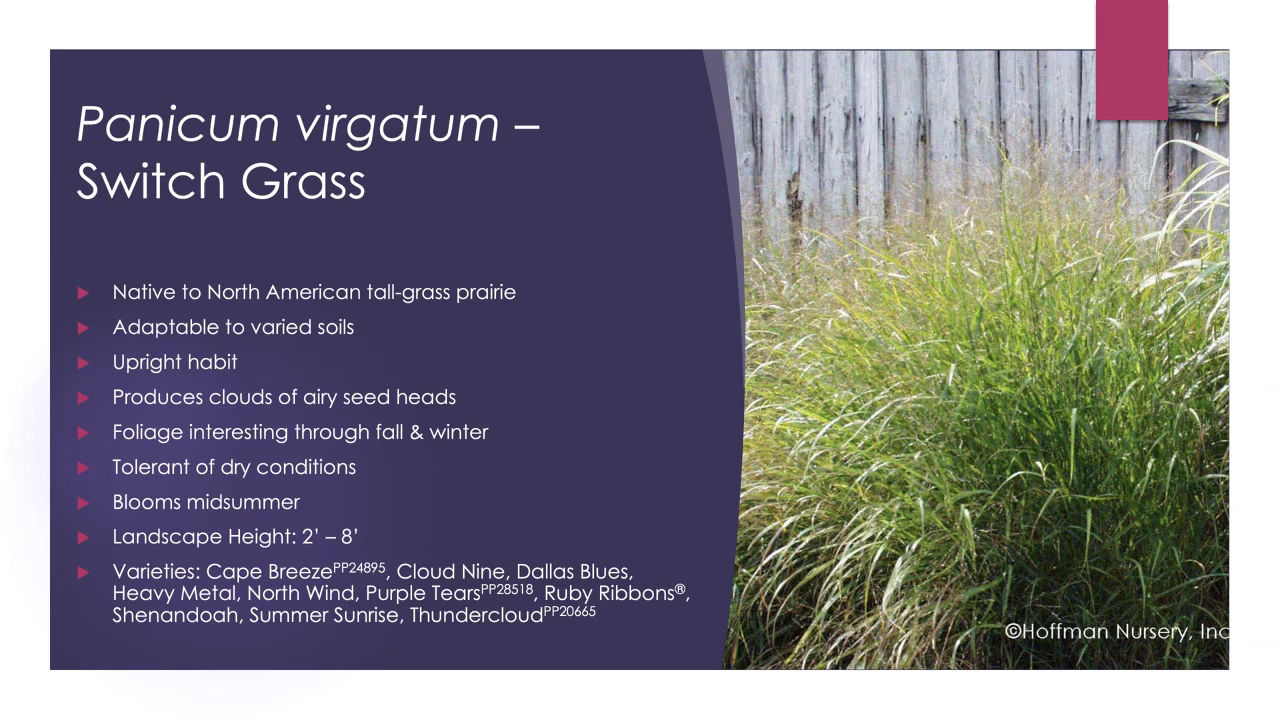 Panicum virgatum –
Switch Grass
Native to North American tall-grass prairie
Adaptable to varied soils
Upright habit
Produces clouds of airy seed heads
Foliage interesting through fall & winter
Tolerant of dry conditions
Blooms midsummer
Landscape Height: 2’ – 8’
Varieties: Cape BreezePP24895, Cloud Nine, Dallas Blues,
Heavy Metal, North Wind, Purple TearsPP28518, Ruby Ribbons®,
Shenandoah, Summer Sunrise, ThundercloudPP20665
©Hoffman Nursery, Inc